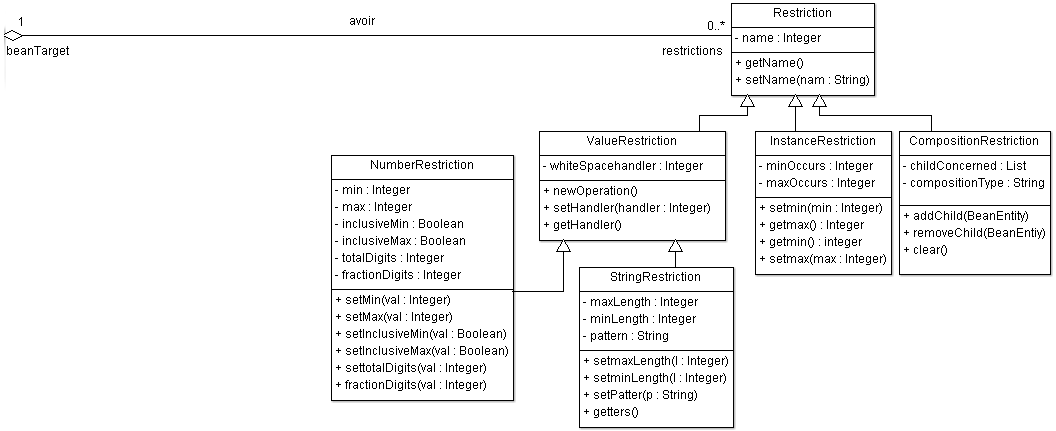 1
avoir
0..*
beanTarget
restrictions
Restriction
- name : Integer
+ getName()
+ setName(nam : String)
ValueRestriction
- whiteSpacehandler : Integer
+ newOperation()
+ setHandler(handler : Integer)
+ getHandler()
InstanceRestriction
- minOccurs : Integer
- maxOccurs : Integer
+ setmin(min : Integer)
+ getmax() : Integer
+ getmin() : integer
+ setmax(max : Integer)
CompositionRestriction
- childConcerned : List
- compositionType : String
+ addChild(BeanEntity)
+ removeChild(BeanEntiy)
+ clear()
NumberRestriction
- min : Integer
- max : Integer
- inclusiveMin : Boolean
- inclusiveMax : Boolean
- totalDigits : Integer
- fractionDigits : Integer
+ setMin(val : Integer)
+ setMax(val : Integer)
+ setInclusiveMin(val : Boolean)
+ setInclusiveMax(val : Boolean)
+ settotalDigits(val : Integer)
+ fractionDigits(val : Integer)
StringRestriction
- maxLength : Integer
- minLength : Integer
- pattern : String
+ setmaxLength(l : Integer)
+ setminLength(l : Integer)
+ setPatter(p : String)
+ getters()